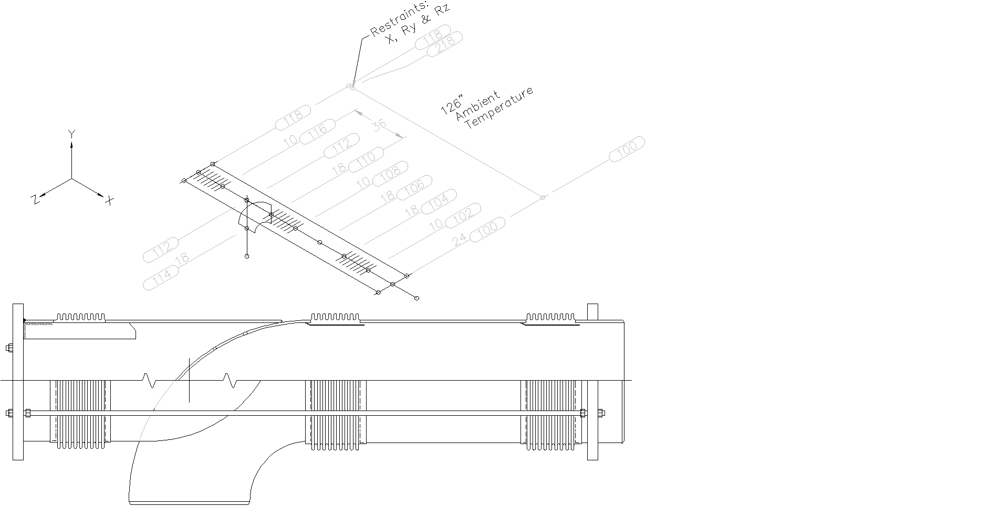 Restraints:
X, Ry & Rz
118
218
126"
Ambient
Temperature
118
10 116
36
112
18 110
100
10 108
18 106
18 104
10 102
24 100
112
18
114
Y
Z
X